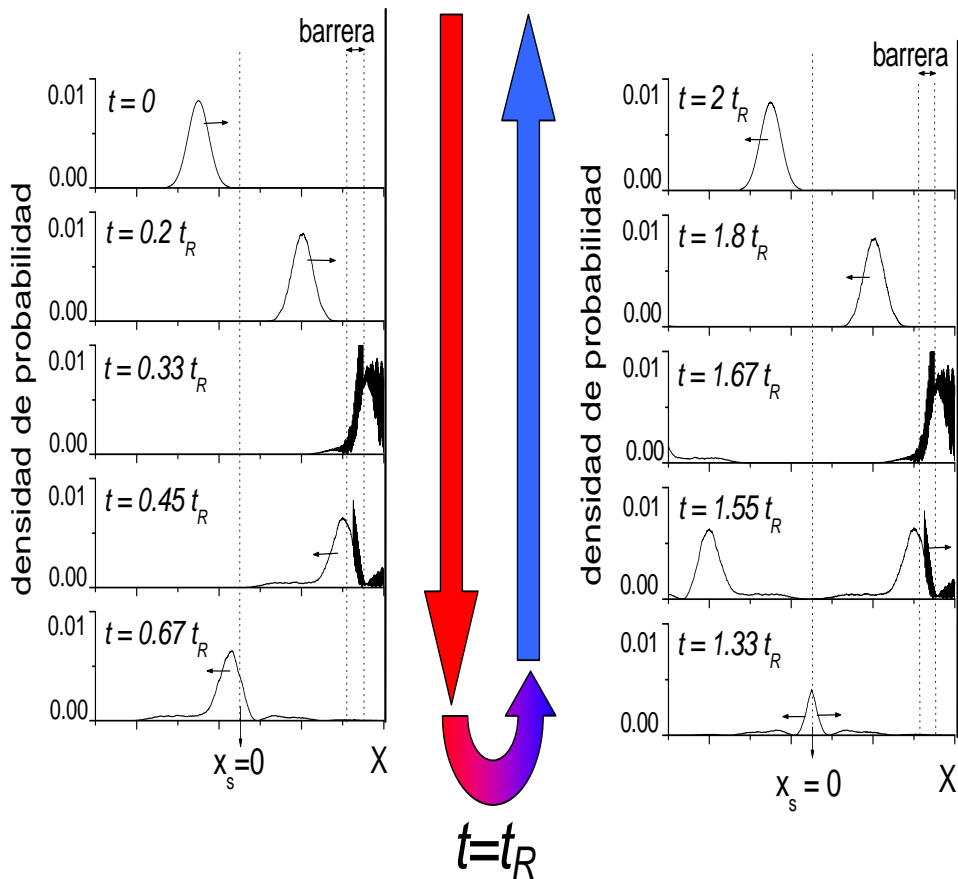 barrera
0.01
t = 0
0.00
0.01
t = 0.2 t_R
0.00
0.01
t = 0.33 t_R
0.00
0.01
t = 0.45 t_R
0.00
0.01
t = 0.67 t_R
0.00
densidad de probabilidad
x_s=0
X
t=t_R
barrera
0.01
t = 2 t_R
0.00
0.01
t = 1.8 t_R
0.00
0.01
t = 1.67 t_R
0.00
0.01
t = 1.55 t_R
0.00
0.01
t = 1.33 t_R
0.00
densidad de probabilidad
x_s = 0
X